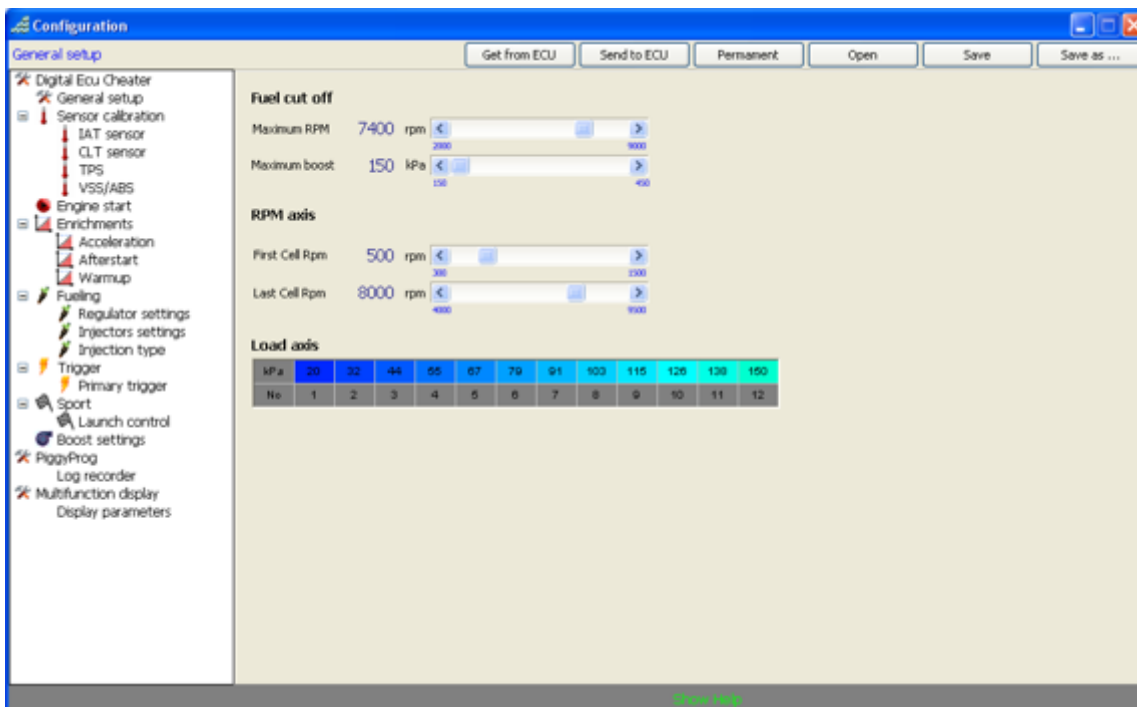 Configuration
General setup Get from ECU Send to ECU Permanent Open Save Save as ...
Digital Ecu Cheater
General setup
Sensor calibration
IAT sensor
CLT sensor
TPS
VSS/ABS
Engine start
Enrichments
Acceleration
Afterstart
Warmup
Fueling
Regulator settings
Injectors settings
Injection type
Trigger
Primary trigger
Sport
Launch control
Boost settings
PiggyProg
Log recorder
Multifunction display
Display parameters
Fuel cut off
Maximum RPM 7400 rpm
2000 9000
Maximum boost 150 kPa
150 450
RPM axis
First Cell Rpm 500 rpm
300 1500
Last Cell Rpm 8000 rpm
4000 9500
Load axis
kPa 20 32 44 55 67 79 91 103 115 126 138 150
No 1 2 3 4 5 6 7 8 9 10 11 12
Show Help